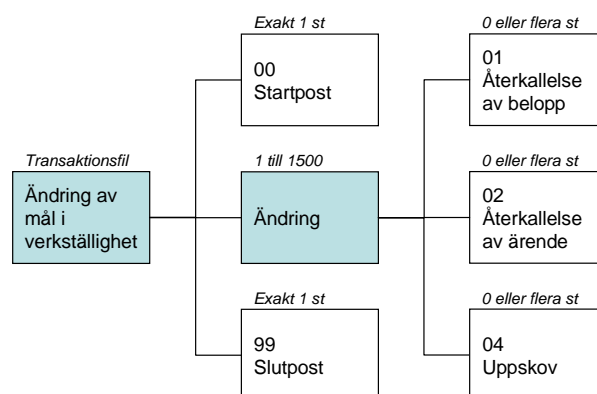 Transaktionsfil
Ändring av
mål i
verkställighet
Exakt 1 st
00
Startpost
1 till 1500
Ändring
Exakt 1 st
99
Slutpost
0 eller flera st
01
Återkallelse
av belopp
0 eller flera st
02
Återkallelse
av ärende
0 eller flera st
04
Uppskov